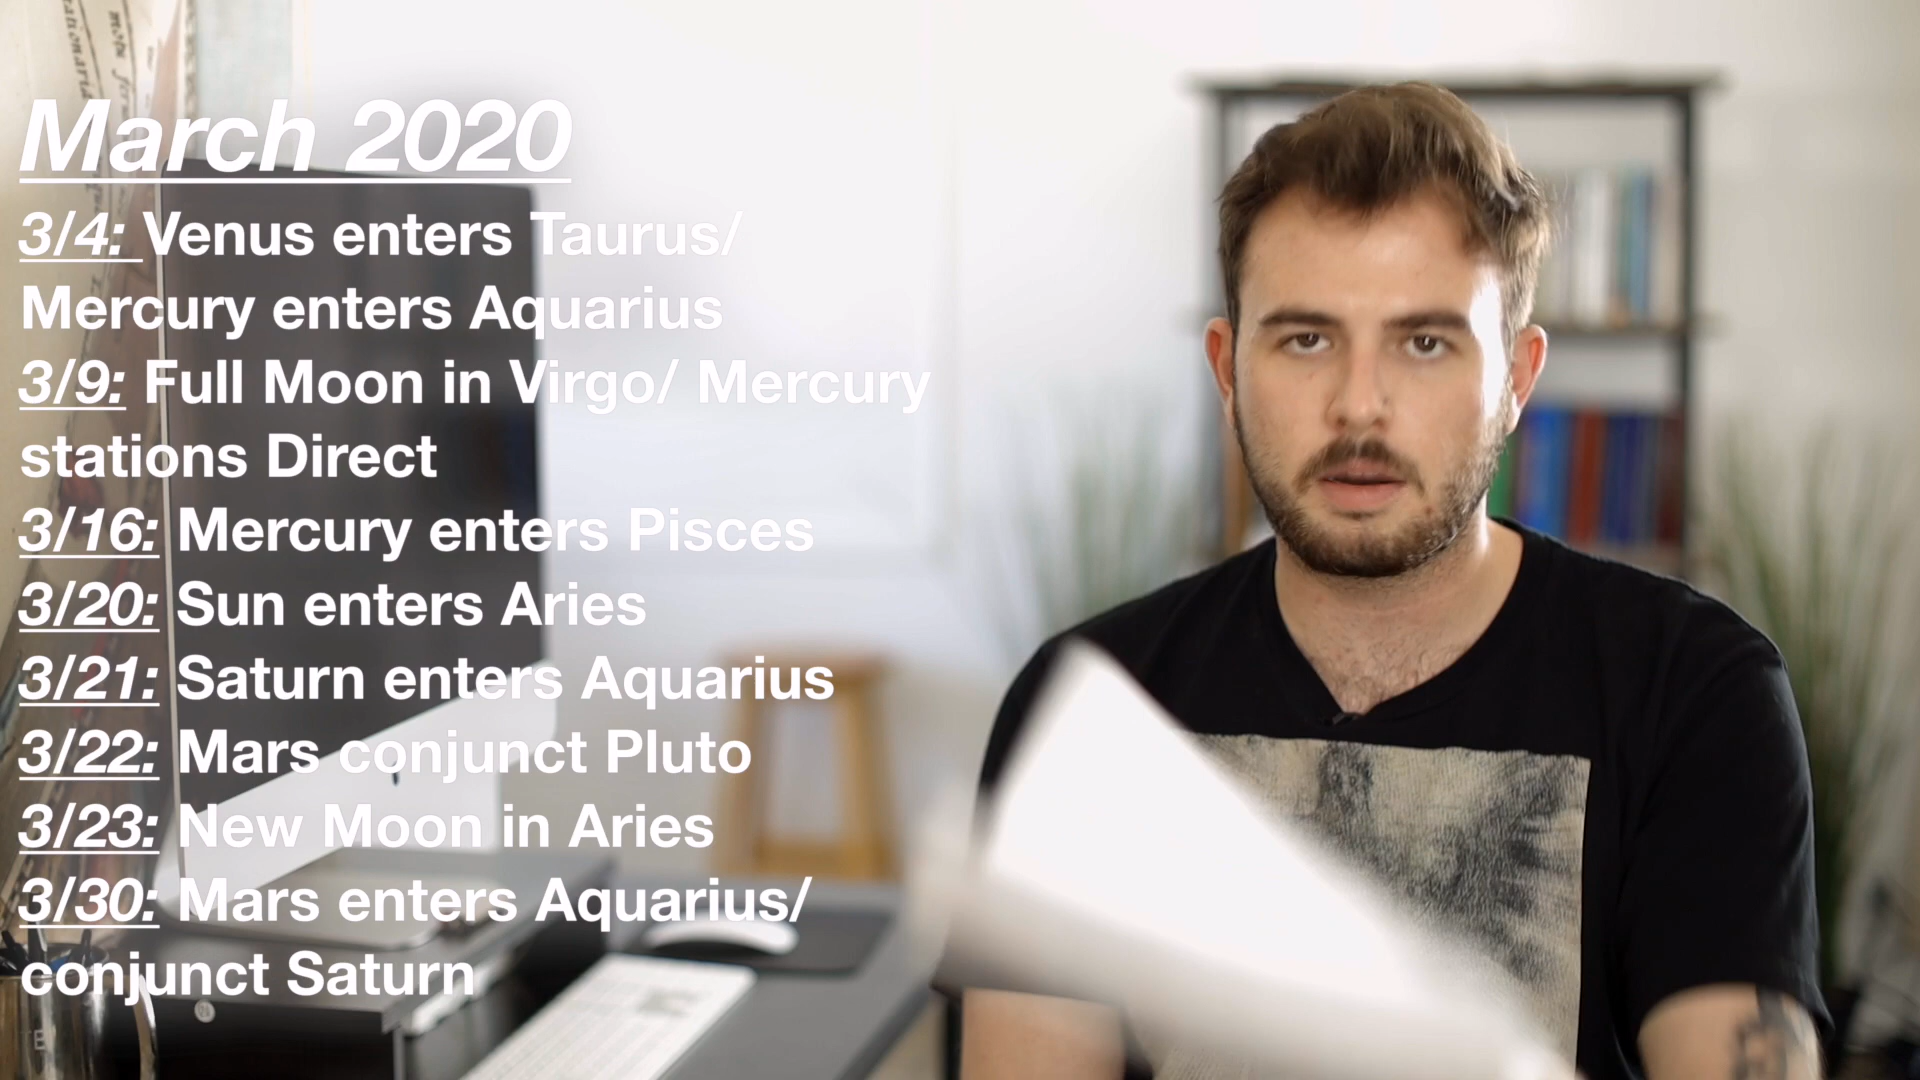 March 2020
3/4: Venus enters Taurus/
Mercury enters Aquarius
3/9: Full Moon in Virgo/ Mercury
stations Direct
3/16: Mercury enters Pisces
3/20: Sun enters Aries
3/21: Saturn enters Aquarius
3/22: Mars conjunct Pluto
3/23: New Moon in Aries
3/30: Mars enters Aquarius/
conjunct Saturn